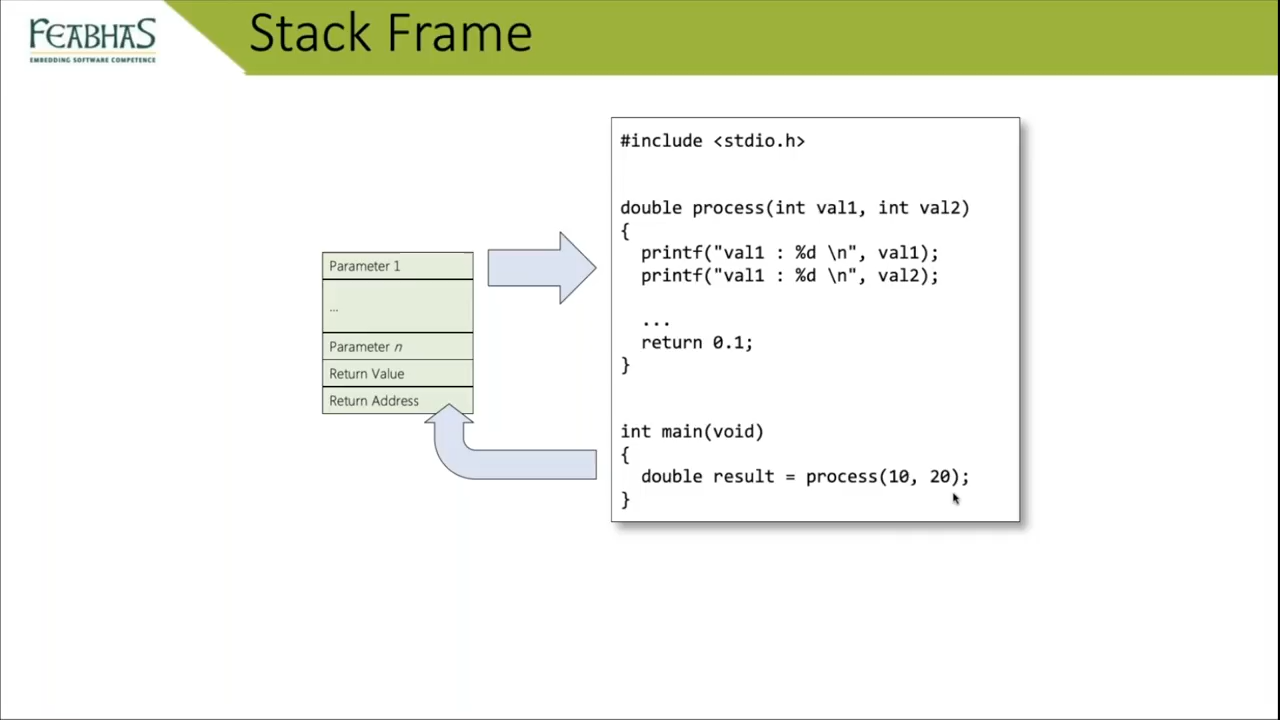 FEABHAS
EMBEDDING SOFTWARE COMPETENCE
Stack Frame
Parameter 1
...
Parameter n
Return Value
Return Address
#include <stdio.h>
double process(int val1, int val2)
{
printf("val1 : %d \n", val1);
printf("val1 : %d \n", val2);
...
return 0.1;
}
int main(void)
{
double result = process(10, 20);
}